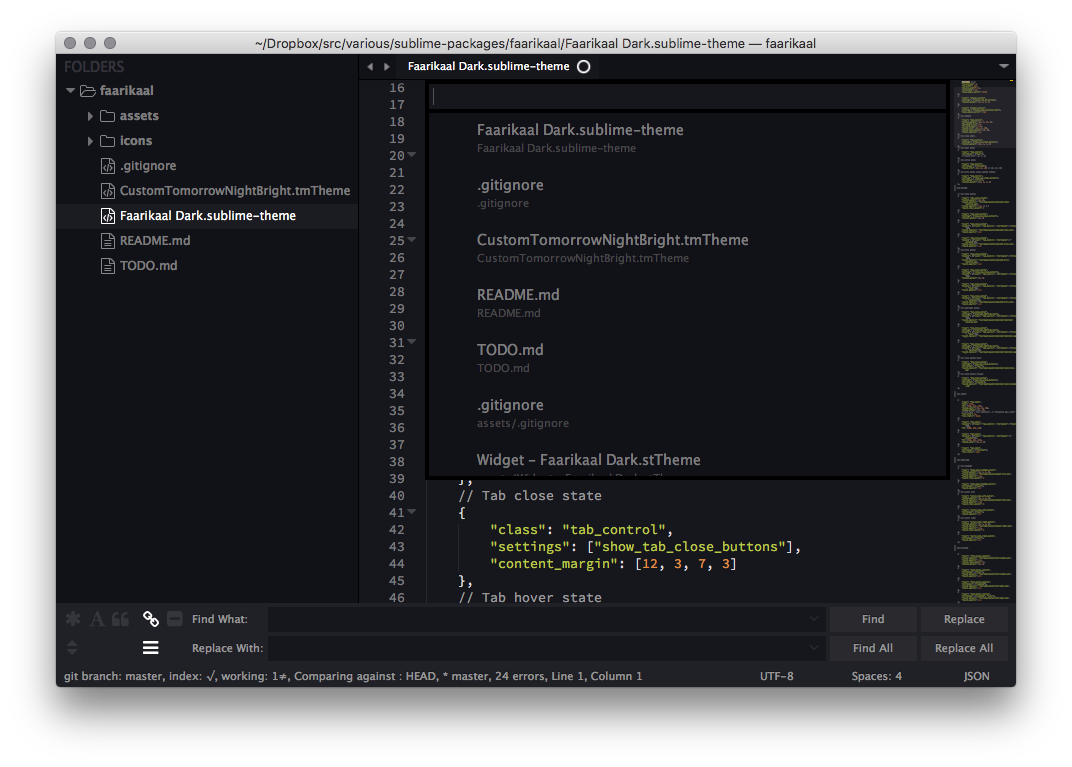 ~/Dropbox/src/various/sublime-packages/faarikaal/Faarikaal Dark.sublime-theme — faarikaal
FOLDERS
faarikaal
assets
icons
.gitignore
CustomTomorrowNightBright.tmTheme
Faarikaal Dark.sublime-theme
README.md
TODO.md
Faarikaal Dark.sublime-theme
Faarikaal Dark.sublime-theme
Faarikaal Dark.sublime-theme
.gitignore
.gitignore
CustomTomorrowNightBright.tmTheme
CustomTomorrowNightBright.tmTheme
README.md
README.md
TODO.md
TODO.md
.gitignore
assets/.gitignore
Widget - Faarikaal Dark.stTheme
16
17
18
19
20
21
22
23
24
25
26
27
28
29
30
31
32
33
34
35
36
37
38
39 },
40 // Tab close state
41 {
42 "class": "tab_control",
43 "settings": ["show_tab_close_buttons"],
44 "content_margin": [12, 3, 7, 3]
45 },
46 // Tab hover state
Find What:
Find
Replace
Replace With:
Find All
Replace All
git branch: master, index: √, working: 1≠, Comparing against : HEAD, * master, 24 errors, Line 1, Column 1
UTF-8
Spaces: 4
JSON